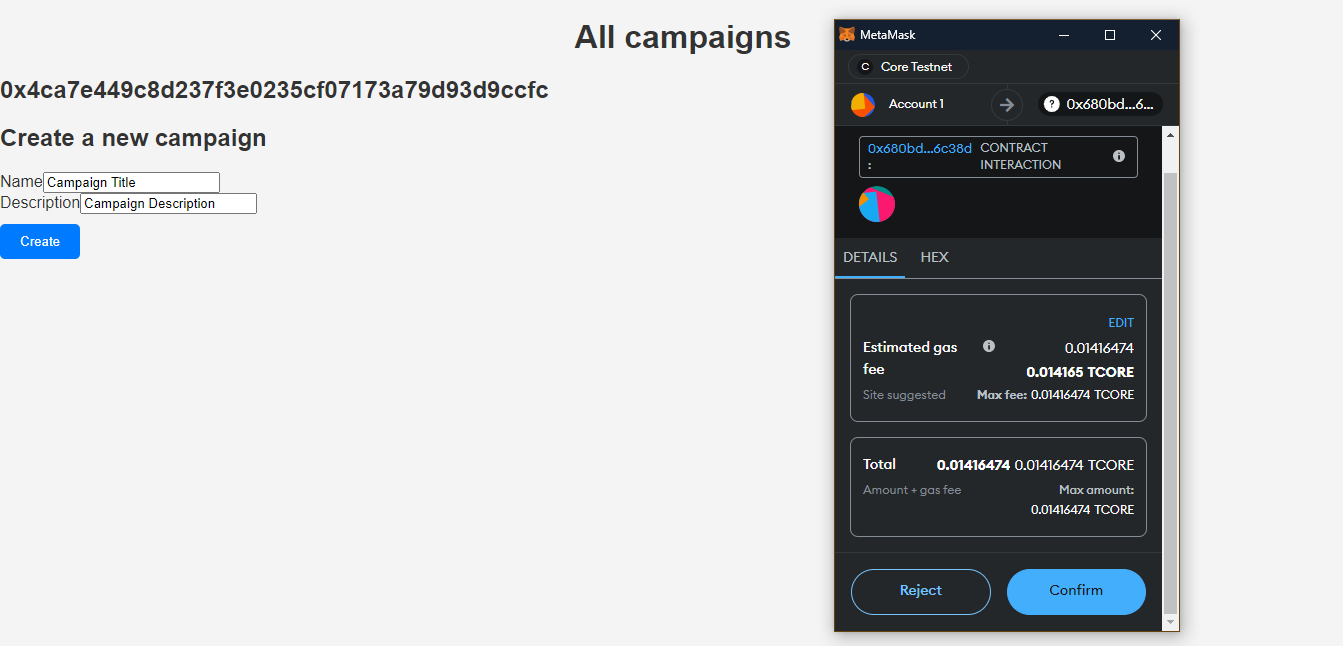 All campaigns
0x4ca7e449c8d237f3e0235cf07173a79d93d9ccfc
Create a new campaign
Name Campaign Title
Description Campaign Description
Create
MetaMask
C Core Testnet
Account 1
? 0x680bd...6...
0x680bd...6c38d CONTRACT
: INTERACTION
DETAILS HEX
EDIT
Estimated gas 0.01416474
fee 0.014165 TCORE
Site suggested Max fee: 0.01416474 TCORE
Total 0.01416474 0.01416474 TCORE
Amount + gas fee Max amount:
0.01416474 TCORE
Reject Confirm